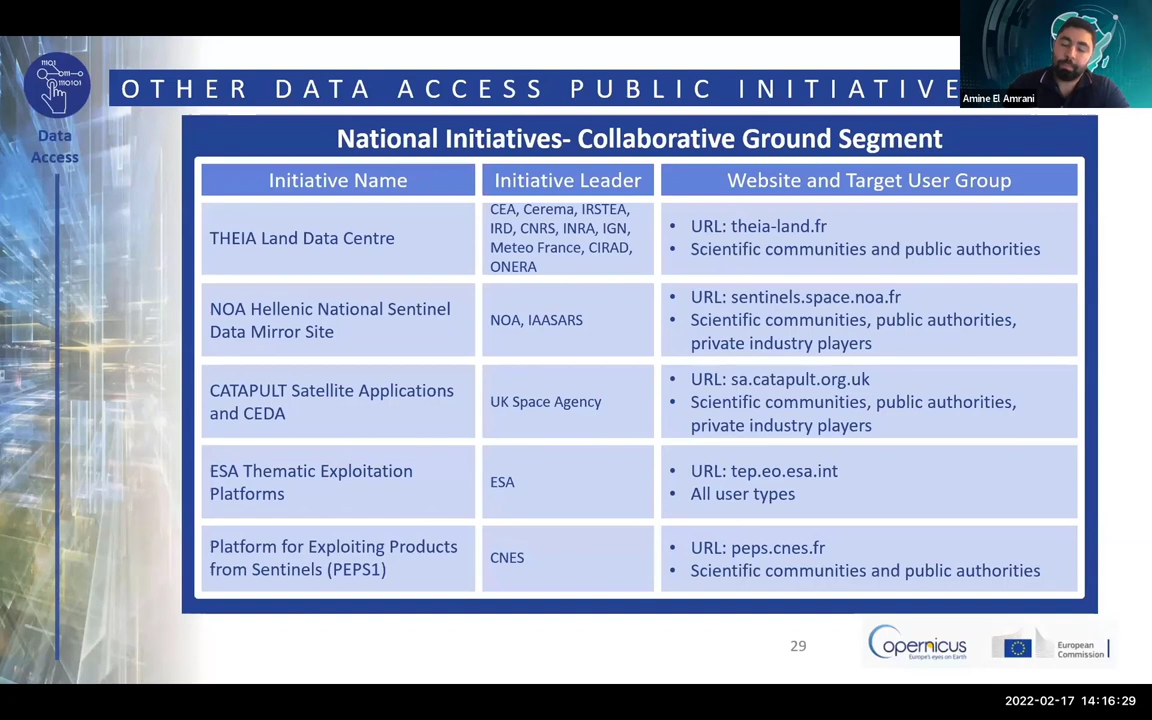 Amine El Amrani
Data
Access
OTHER DATA ACCESS PUBLIC INITIATIVE
National Initiatives- Collaborative Ground Segment
Initiative Name
Initiative Leader
Website and Target User Group
THEIA Land Data Centre
CEA, Cerema, IRSTEA,
IRD, CNRS, INRA, IGN,
Meteo France, CIRAD,
ONERA
• URL: theia-land.fr
• Scientific communities and public authorities
NOA Hellenic National Sentinel
Data Mirror Site
NOA, IAASARS
• URL: sentinels.space.noa.fr
• Scientific communities, public authorities,
private industry players
CATAPULT Satellite Applications
and CEDA
UK Space Agency
• URL: sa.catapult.org.uk
• Scientific communities, public authorities,
private industry players
ESA Thematic Exploitation
Platforms
ESA
• URL: tep.eo.esa.int
• All user types
Platform for Exploiting Products
from Sentinels (PEPS1)
CNES
• URL: peps.cnes.fr
• Scientific communities and public authorities
29
opernicus
Europe's eyes on Earth
European
Commission
2022-02-17 14:16:29